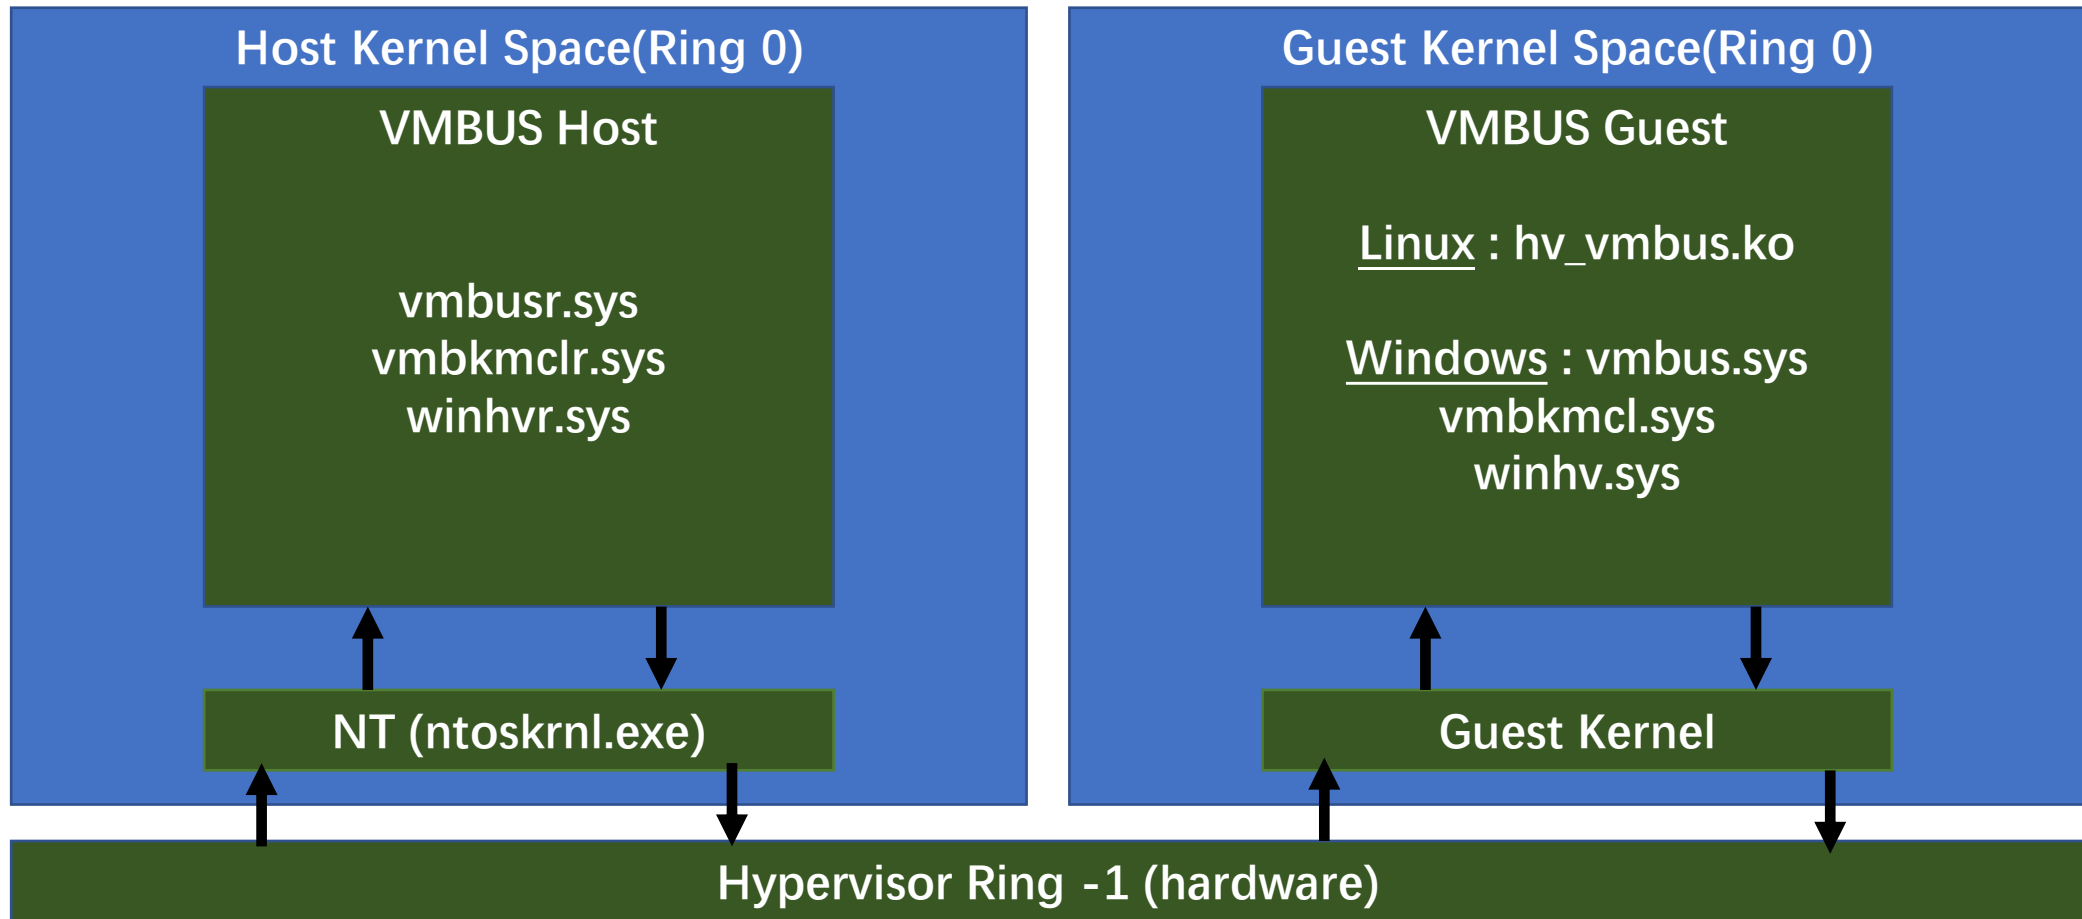 Host Kernel Space(Ring 0)
VMBUS Host
vmbusr.sys
vmbkmclr.sys
winhvr.sys
NT (ntoskrnl.exe)
Guest Kernel Space(Ring 0)
VMBUS Guest
Linux : hv_vmbus.ko
Windows : vmbus.sys
vmbkmcl.sys
winhv.sys
Guest Kernel
Hypervisor Ring -1 (hardware)